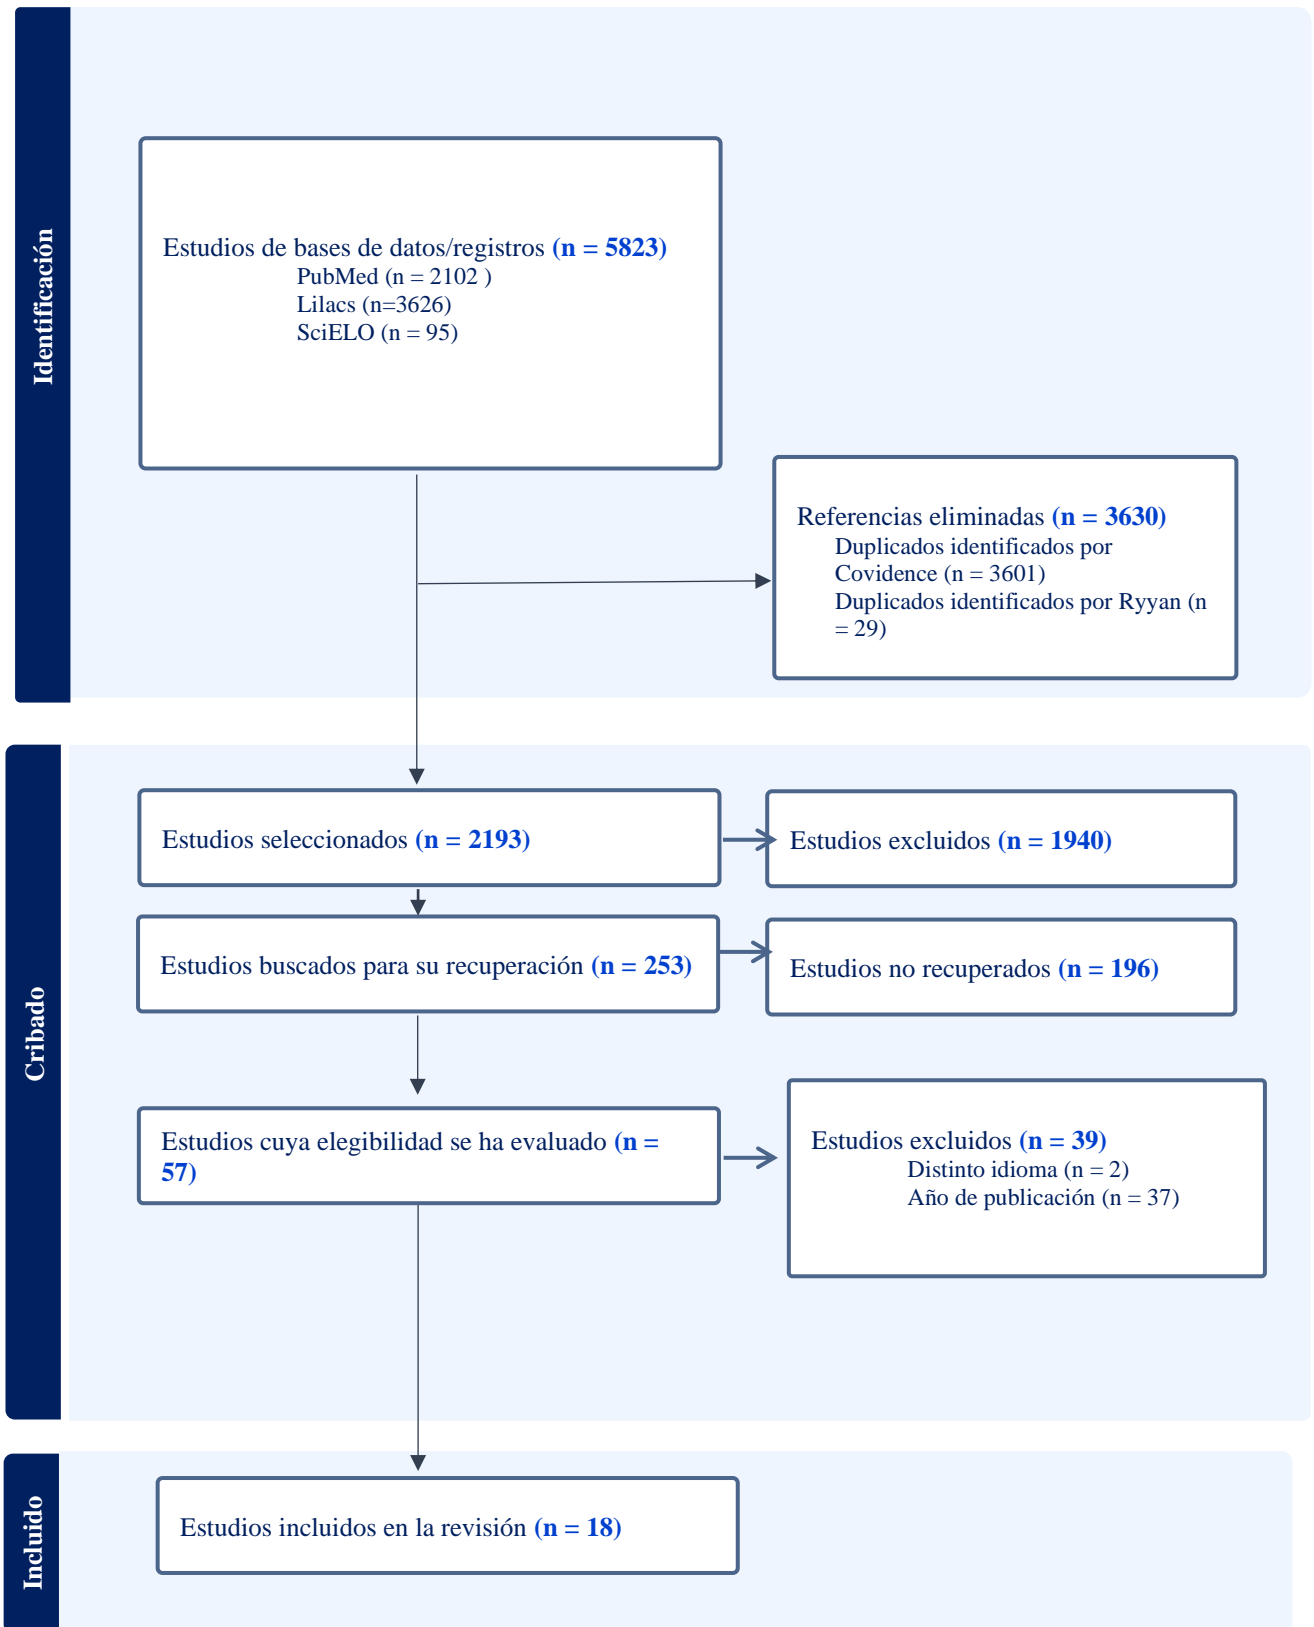 Identificación
Estudios de bases de datos/registros (n = 5823)
PubMed (n = 2102 )
Lilacs (n=3626)
SciELO (n = 95)
Referencias eliminadas (n = 3630)
Duplicados identificados por
Covidence (n = 3601)
Duplicados identificados por Ryyan (n
= 29)
Cribado
Estudios seleccionados (n = 2193)
Estudios excluidos (n = 1940)
Estudios buscados para su recuperación (n = 253)
Estudios no recuperados (n = 196)
Estudios cuya elegibilidad se ha evaluado (n =
57)
Estudios excluidos (n = 39)
Distinto idioma (n = 2)
Año de publicación (n = 37)
Incluido
Estudios incluidos en la revisión (n = 18)